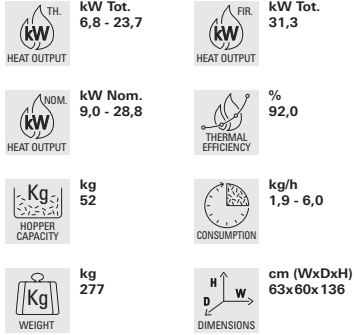 TH.
kW
HEAT OUTPUT
kW Tot.
6,8 - 23,7
FIR.
kW
HEAT OUTPUT
kW Tot.
31,3
NOM.
kW
HEAT OUTPUT
kW Nom.
9,0 - 28,8
THERMAL
EFFICIENCY
%
92,0
Kg
HOPPER
CAPACITY
kg
52
CONSUMPTION
kg/h
1,9 - 6,0
Kg
WEIGHT
kg
277
H
W
D
DIMENSIONS
cm (WxDxH)
63x60x136